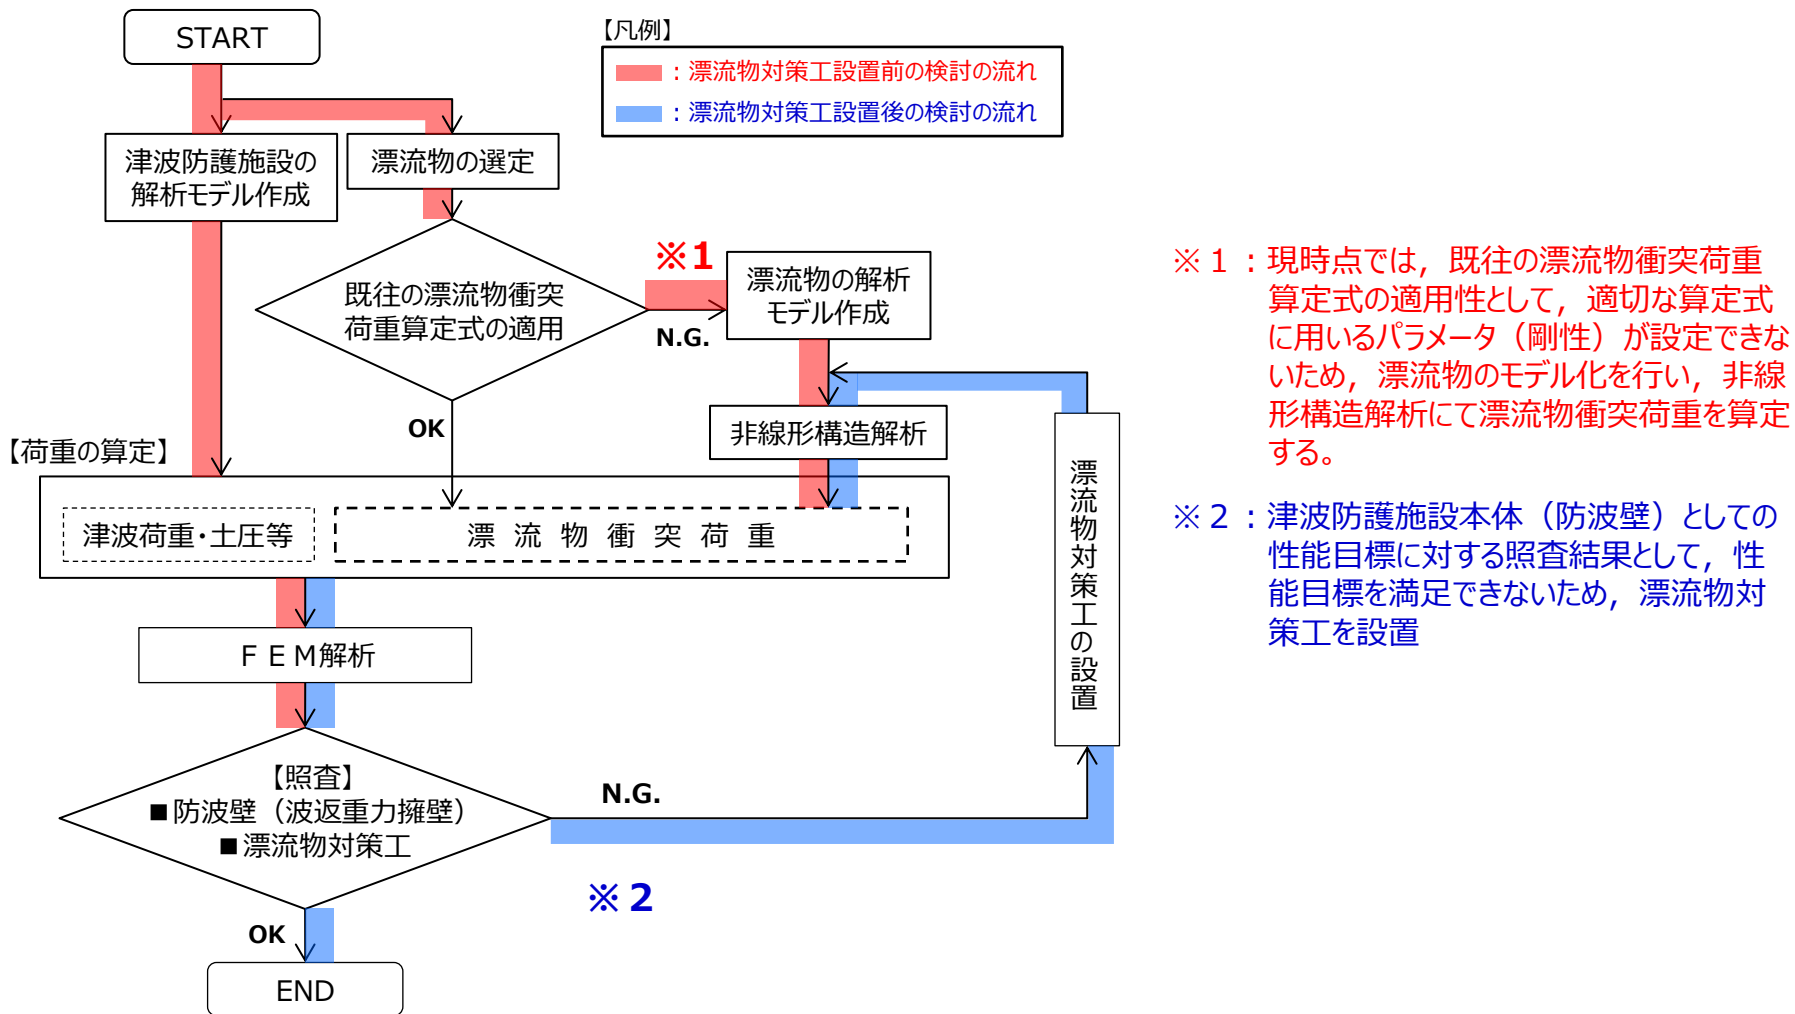 START
【凡例】
：漂流物対策工設置前の検討の流れ
：漂流物対策工設置後の検討の流れ
津波防護施設の
解析モデル作成
漂流物の選定
既往の漂流物衝突
荷重算定式の適用
※1
N.G.
漂流物の解析
モデル作成
OK
非線形構造解析
【荷重の算定】
津波荷重・土圧等
漂流物衝突荷重
漂流物対策工の設置
ＦＥＭ解析
【照査】
■防波壁（波返重力擁壁）
■漂流物対策工
N.G.
※２
OK
END
※１：現時点では，既往の漂流物衝突荷重
算定式の適用性として，適切な算定式
に用いるパラメータ（剛性）が設定できな
いため，漂流物のモデル化を行い，非線
形構造解析にて漂流物衝突荷重を算定
する。
※２：津波防護施設本体（防波壁）としての
性能目標に対する照査結果として，性
能目標を満足できないため，漂流物対
策工を設置